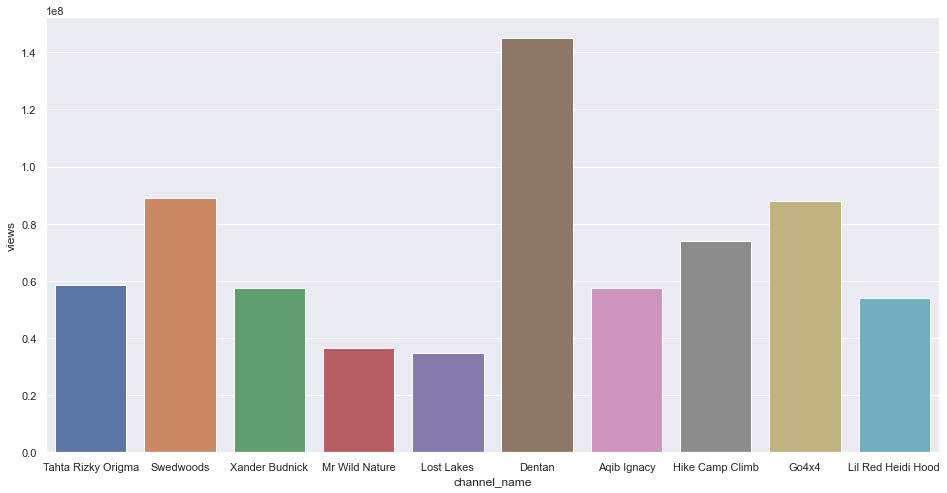 1e8
1.4
1.2
1.0
0.8
0.6
0.4
0.2
0.0
views
Tahta Rizky Origma Swedwoods Xander Budnick Mr Wild Nature Lost Lakes Dentan Aqib Ignacy Hike Camp Climb Go4x4 Lil Red Heidi Hood
channel_name